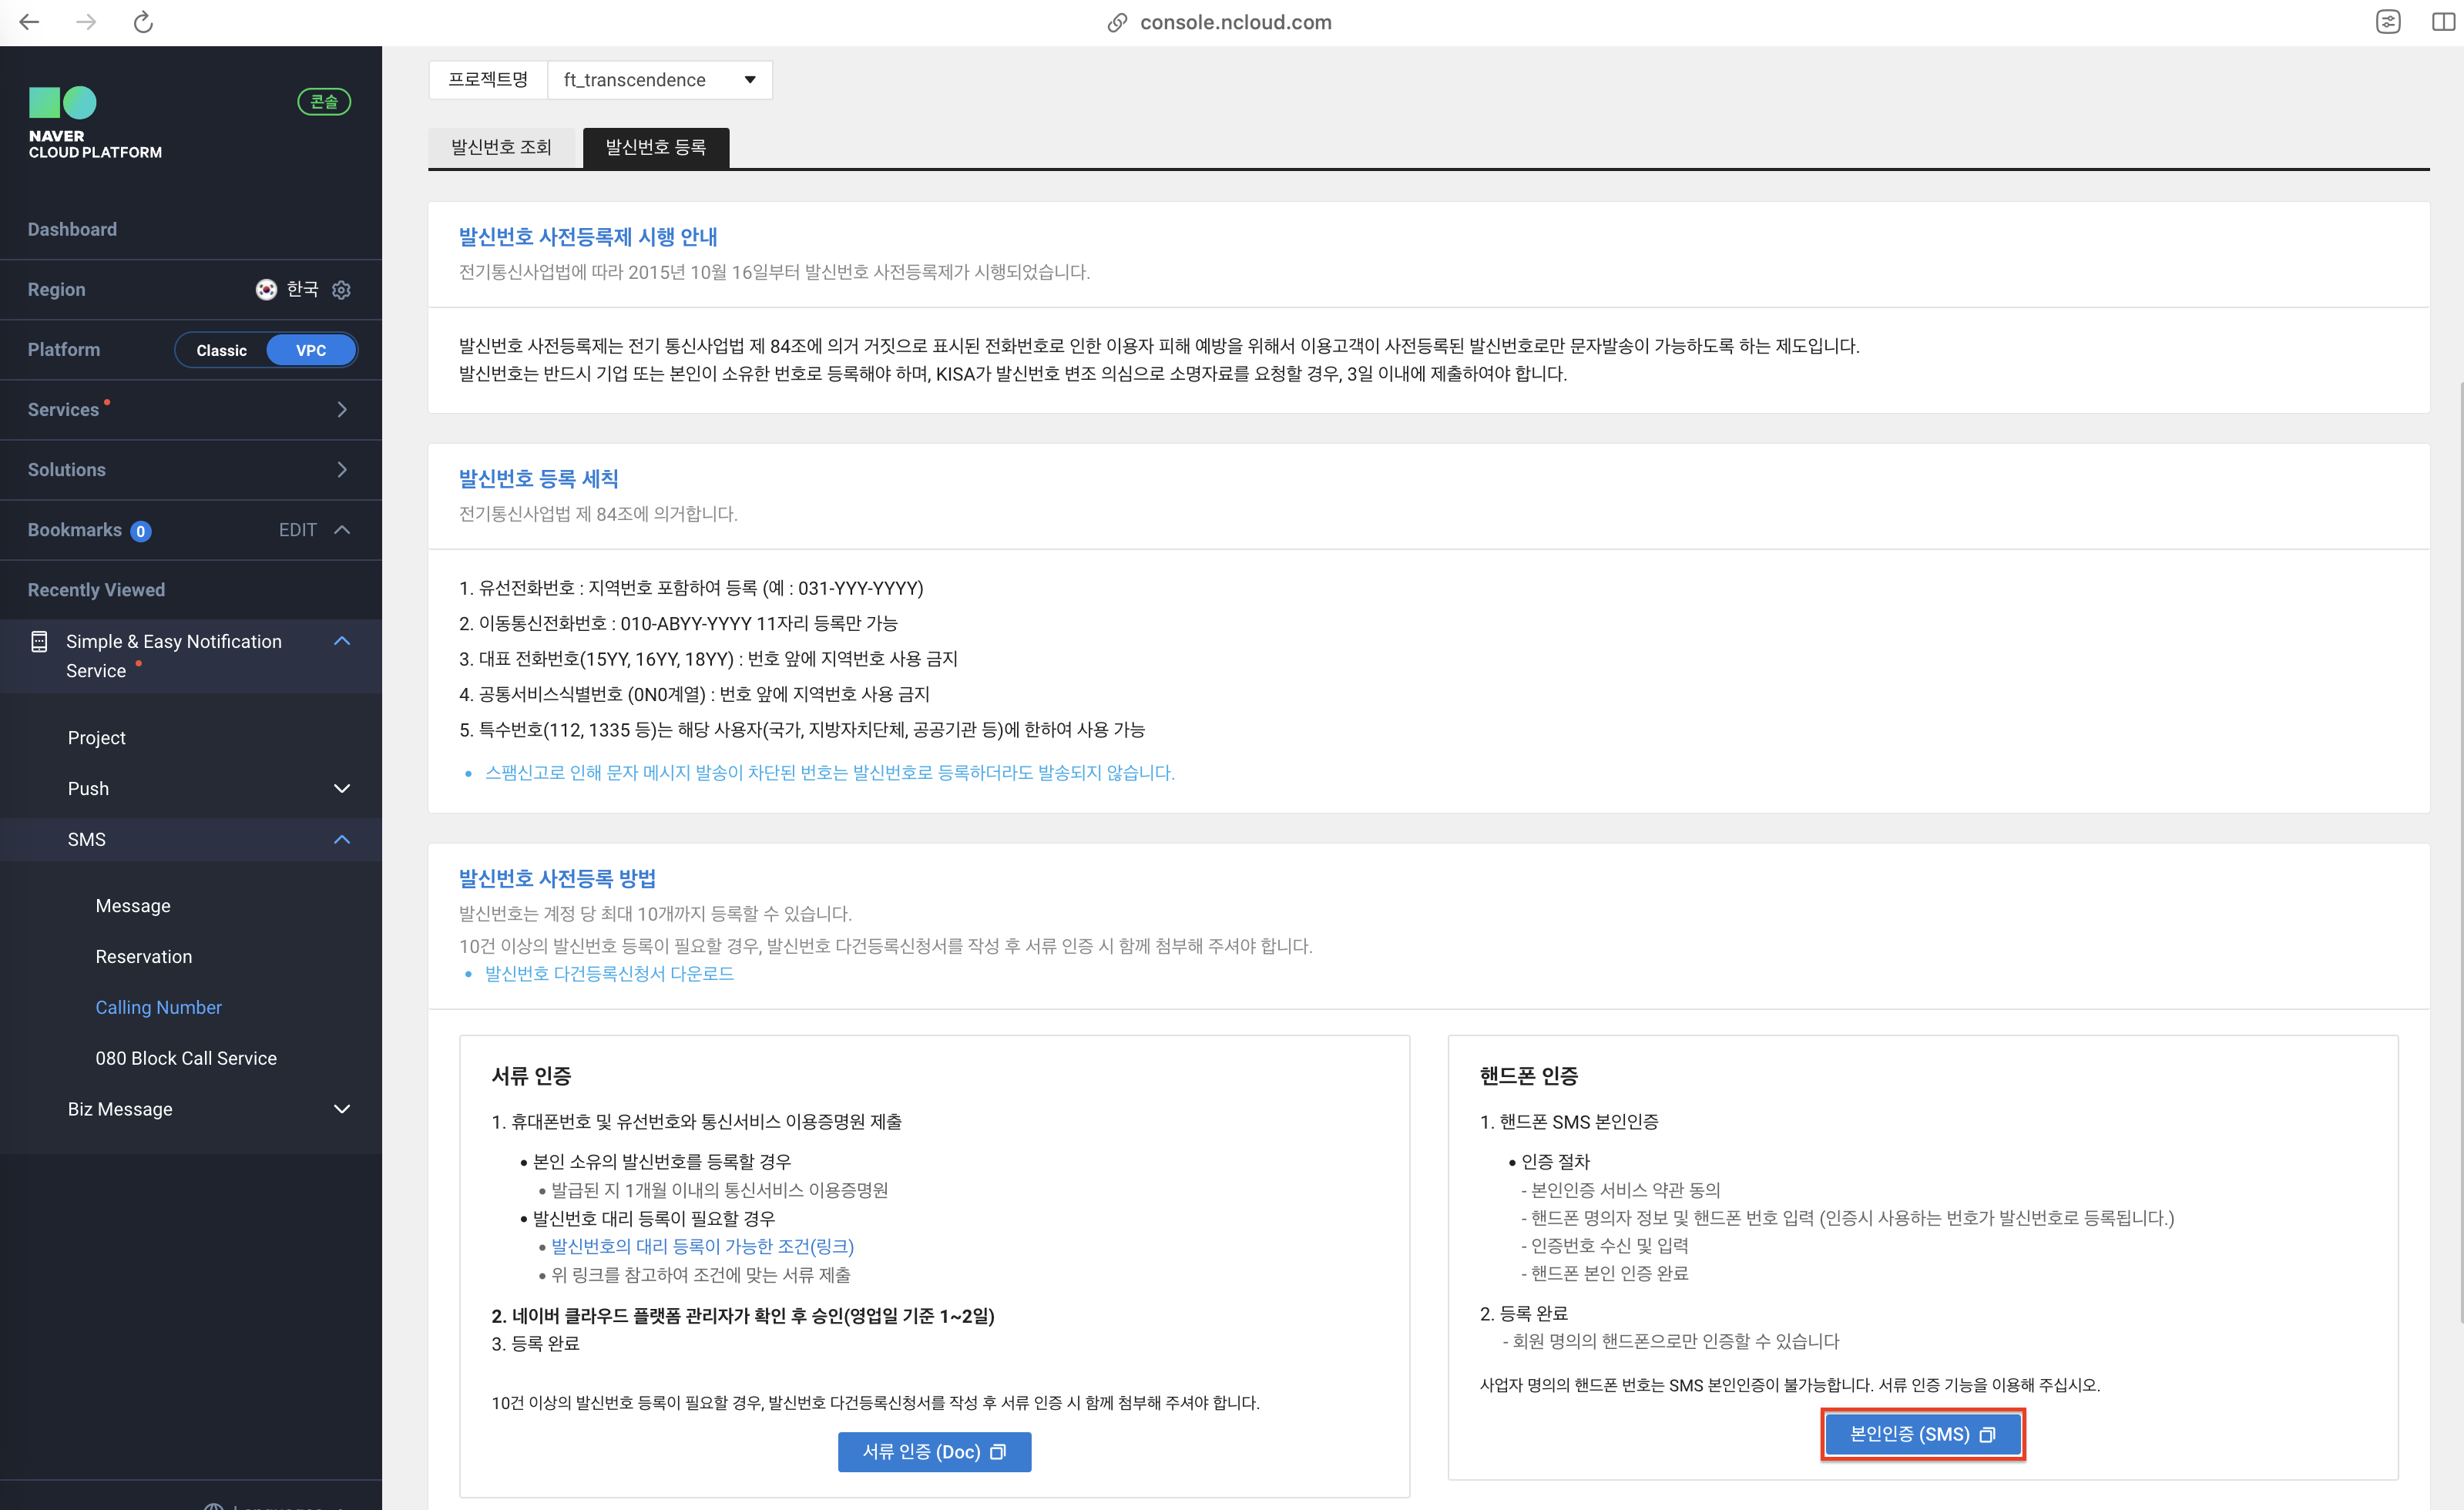 console.ncloud.com
NAVER
CLOUD PLATFORM
콘솔
Dashboard
Region 한국
Platform Classic VPC
Services
Solutions
Bookmarks 0 EDIT
Recently Viewed
Simple & Easy Notification
Service
Project
Push
SMS
Message
Reservation
Calling Number
080 Block Call Service
Biz Message
프로젝트명 ft_transcendence
발신번호 조회 발신번호 등록
발신번호 사전등록제 시행 안내
전기통신사업법에 따라 2015년 10월 16일부터 발신번호 사전등록제가 시행되었습니다.
발신번호 사전등록제는 전기 통신사업법 제 84조에 의거 거짓으로 표시된 전화번호로 인한 이용자 피해 예방을 위해서 이용고객이 사전등록된 발신번호로만 문자발송이 가능하도록 하는 제도입니다.
발신번호는 반드시 기업 또는 본인이 소유한 번호로 등록해야 하며, KISA가 발신번호 변조 의심으로 소명자료를 요청할 경우, 3일 이내에 제출하여야 합니다.
발신번호 등록 세칙
전기통신사업법 제 84조에 의거합니다.
1. 유선전화번호 : 지역번호 포함하여 등록 (예 : 031-YYY-YYYY)
2. 이동통신전화번호 : 010-ABYY-YYYY 11자리 등록만 가능
3. 대표 전화번호(15YY, 16YY, 18YY) : 번호 앞에 지역번호 사용 금지
4. 공통서비스식별번호 (0N0계열) : 번호 앞에 지역번호 사용 금지
5. 특수번호(112, 1335 등)는 해당 사용자(국가, 지방자치단체, 공공기관 등)에 한하여 사용 가능
• 스팸신고로 인해 문자 메시지 발송이 차단된 번호는 발신번호로 등록하더라도 발송되지 않습니다.
발신번호 사전등록 방법
발신번호는 계정 당 최대 10개까지 등록할 수 있습니다.
10건 이상의 발신번호 등록이 필요할 경우, 발신번호 다건등록신청서를 작성 후 서류 인증 시 함께 첨부해 주셔야 합니다.
• 발신번호 다건등록신청서 다운로드
서류 인증
1. 휴대폰번호 및 유선번호와 통신서비스 이용증명원 제출
• 본인 소유의 발신번호를 등록할 경우
• 발급된 지 1개월 이내의 통신서비스 이용증명원
• 발신번호 대리 등록이 필요할 경우
• 발신번호의 대리 등록이 가능한 조건(링크)
• 위 링크를 참고하여 조건에 맞는 서류 제출
2. 네이버 클라우드 플랫폼 관리자가 확인 후 승인(영업일 기준 1~2일)
3. 등록 완료
10건 이상의 발신번호 등록이 필요할 경우, 발신번호 다건등록신청서를 작성 후 서류 인증 시 함께 첨부해 주셔야 합니다.
서류 인증 (Doc)
핸드폰 인증
1. 핸드폰 SMS 본인인증
• 인증 절차
- 본인인증 서비스 약관 동의
- 핸드폰 명의자 정보 및 핸드폰 번호 입력 (인증시 사용하는 번호가 발신번호로 등록됩니다.)
- 인증번호 수신 및 입력
- 핸드폰 본인 인증 완료
2. 등록 완료
- 회원 명의의 핸드폰으로만 인증할 수 있습니다
사업자 명의의 핸드폰 번호는 SMS 본인인증이 불가능합니다. 서류 인증 기능을 이용해 주십시오.
본인인증 (SMS)